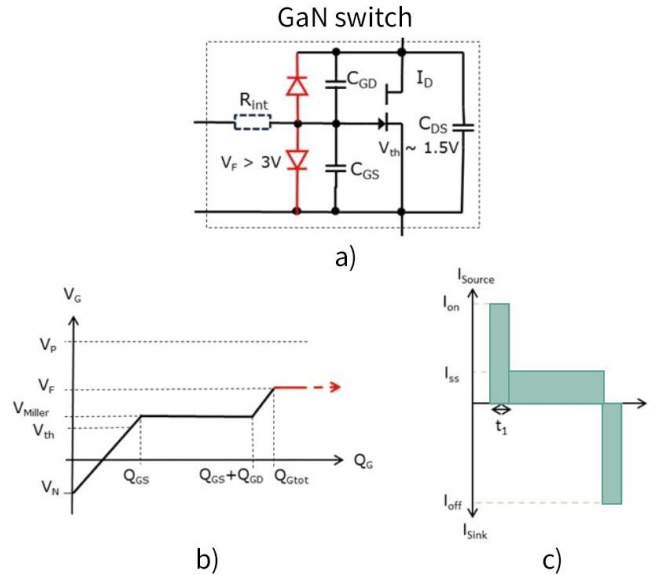 GaN switch
C_GD
I_D
R_int
C_DS
V_th ~ 1.5V
V_F > 3V
C_GS
a)
V_G
V_P
V_F
V_Miller
V_th
V_N
Q_GS
Q_GS+Q_GD
Q_Gtot
Q_G
b)
I_Source
I_on
I_ss
t_1
I_off
I_Sink
c)